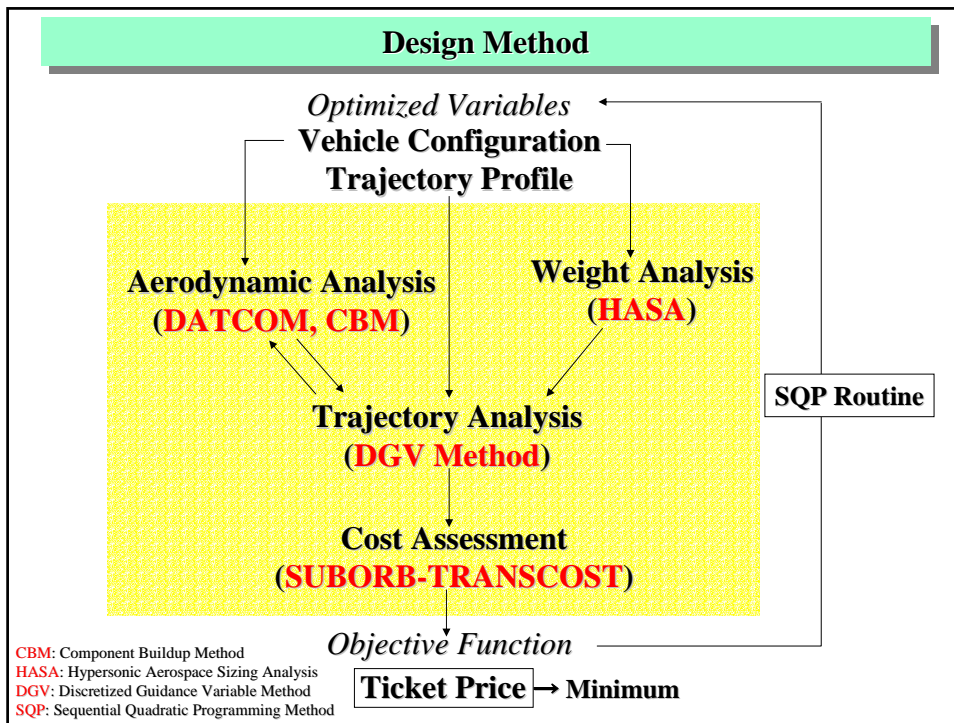 Design Method
Optimized Variables
Vehicle Configuration
Trajectory Profile
Aerodynamic Analysis
(DATCOM, CBM)
Weight Analysis
(HASA)
SQP Routine
Trajectory Analysis
(DGV Method)
Cost Assessment
(SUBORB-TRANSCOST)
Objective Function
Ticket Price → Minimum
CBM: Component Buildup Method
HASA: Hypersonic Aerospace Sizing Analysis
DGV: Discretized Guidance Variable Method
SQP: Sequential Quadratic Programming Method